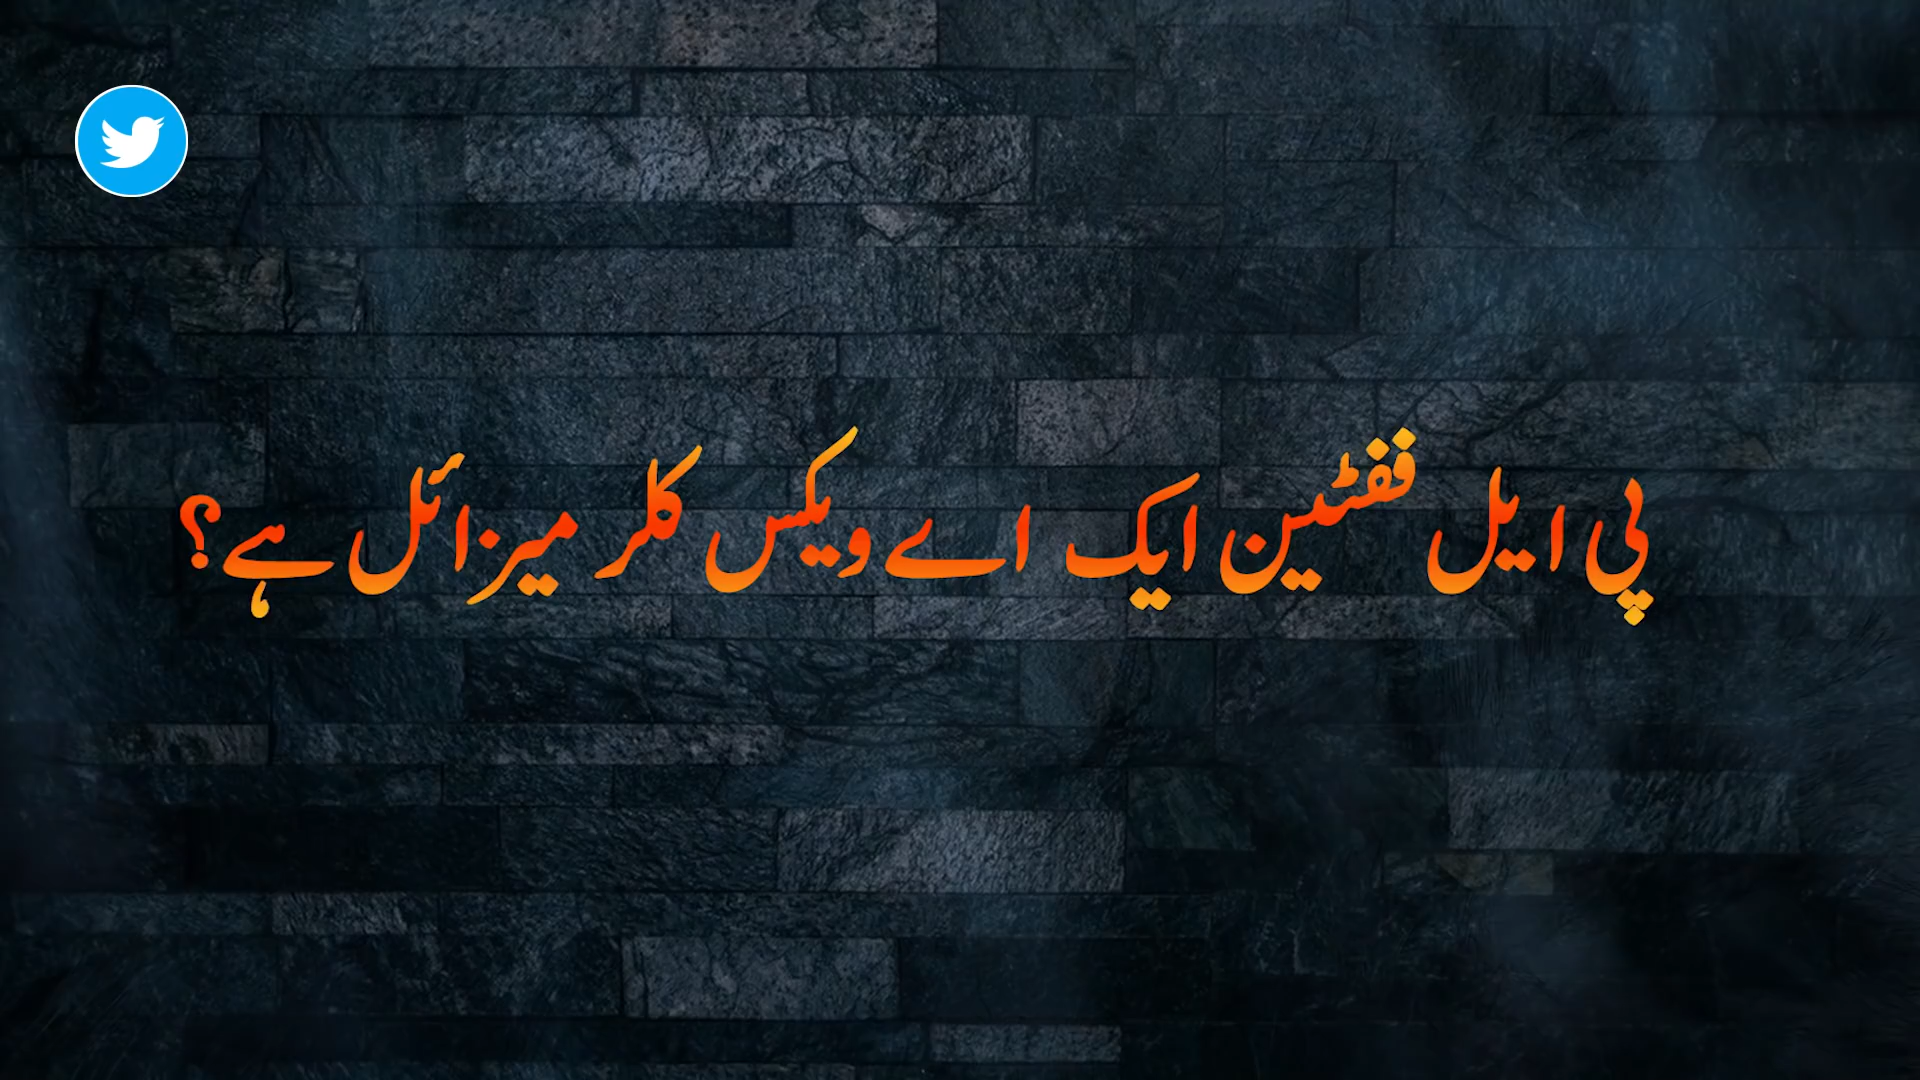 پی ایل ففٹین ایک اے ویکس کلر میزائل ہے؟